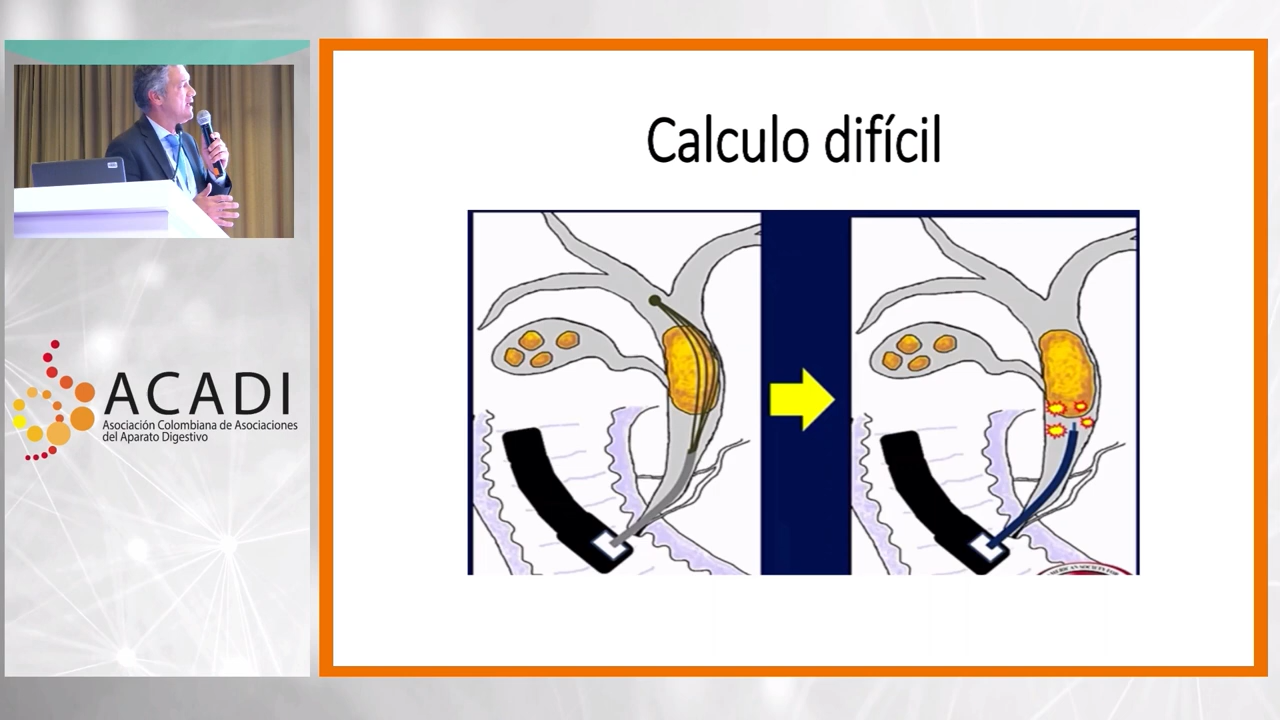 Calculo difícil
ACADI
Asociación Colombiana de Asociaciones
del Aparato Digestivo